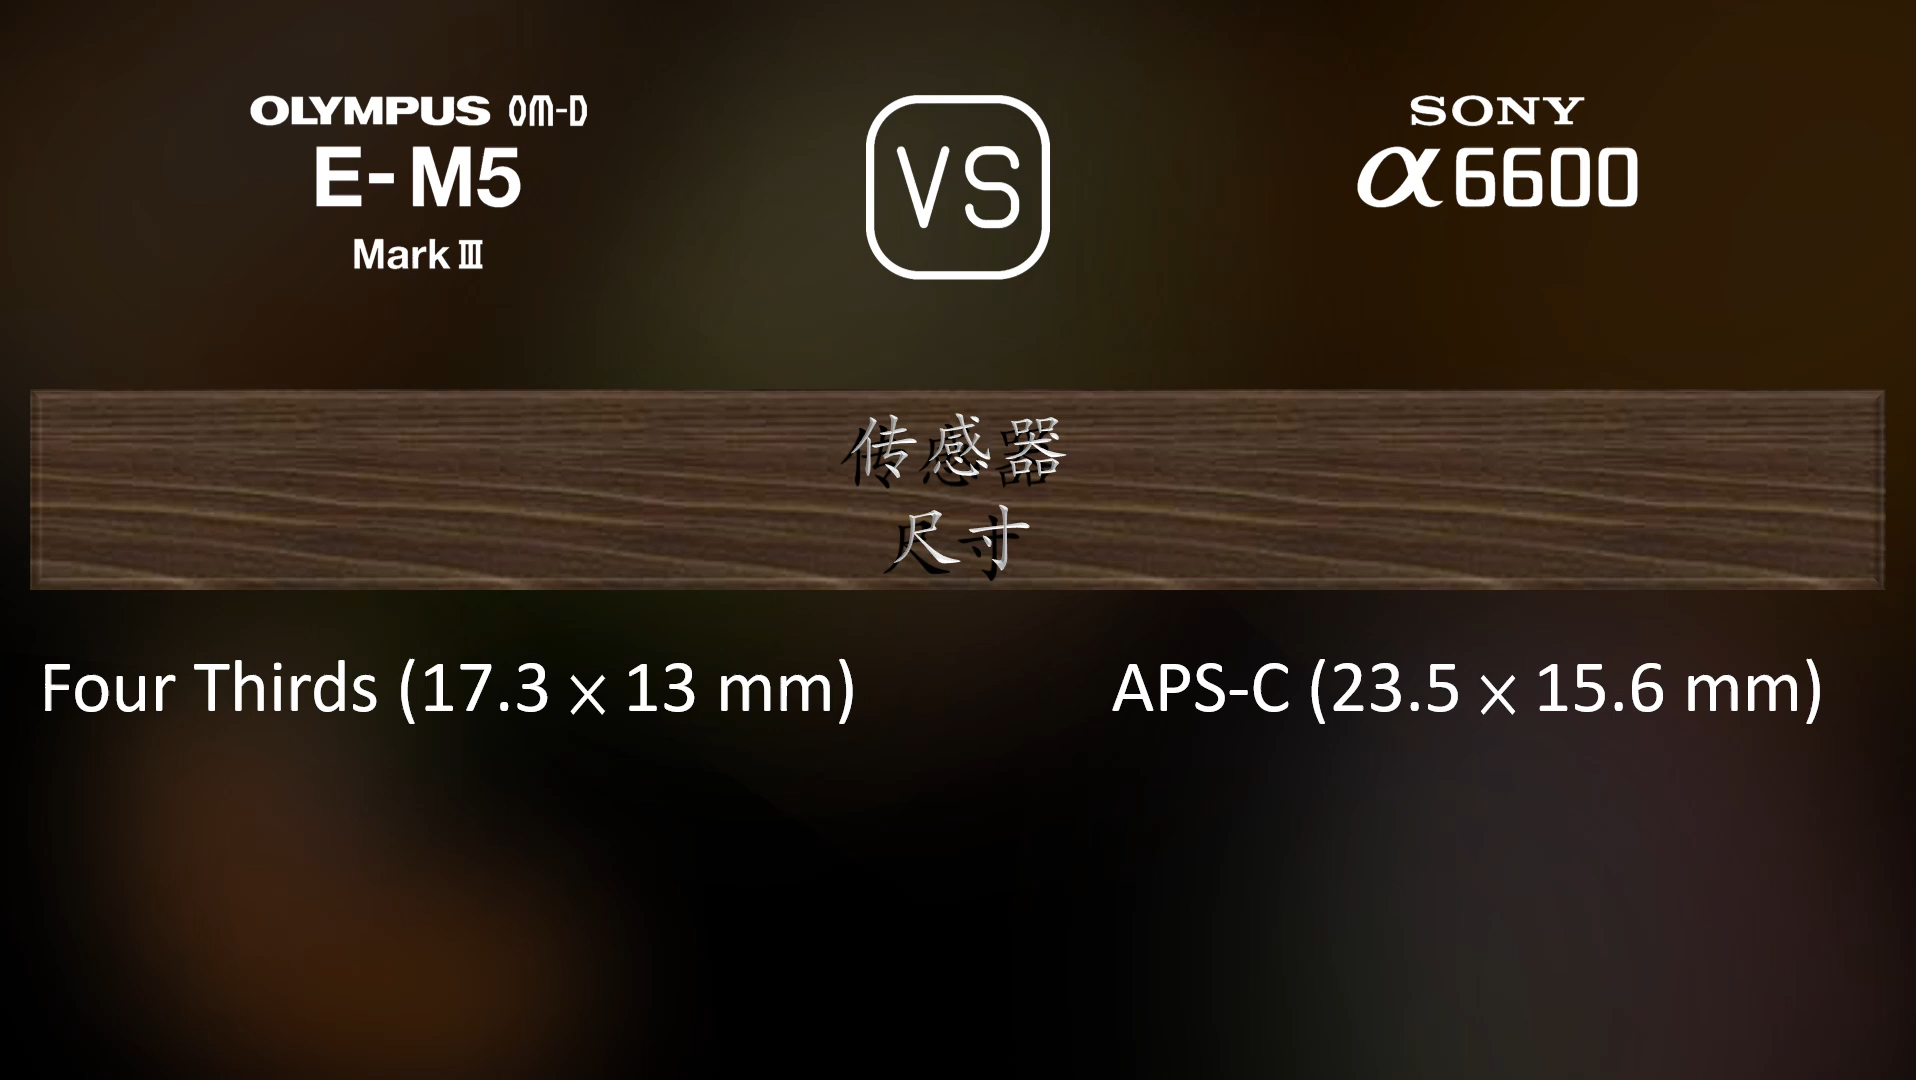 OLYMPUS OM-D
E-M5
Mark III
VS
SONY
α6600
传感器
尺寸
Four Thirds (17.3 x 13 mm)
APS-C (23.5 x 15.6 mm)